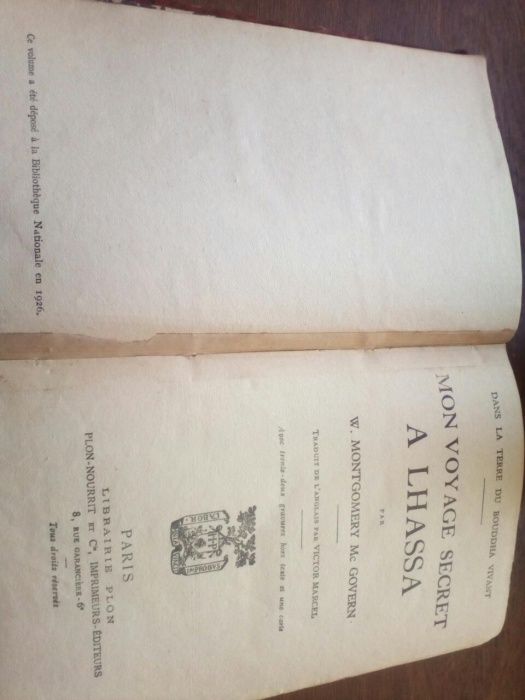 Ce volume a été déposé à la Bibliothèque Nationale en 1926.
DANS LA TERRE DU BOUDDHA VIVANT
MON VOYAGE SECRET
A LHASSA
PAR
W. MONTGOMERY Mc GOVERN
TRADUIT DE L'ANGLAIS PAR VICTOR MARCEL
Avec trente-deux gravures hors texte et une carte
LABOR
PARIS
LIBRAIRIE PLON
PLON-NOURRIT ET Cie, IMPRIMEURS-ÉDITEURS
8, RUE GARANCIÈRE - 6e
Tous droits réservés